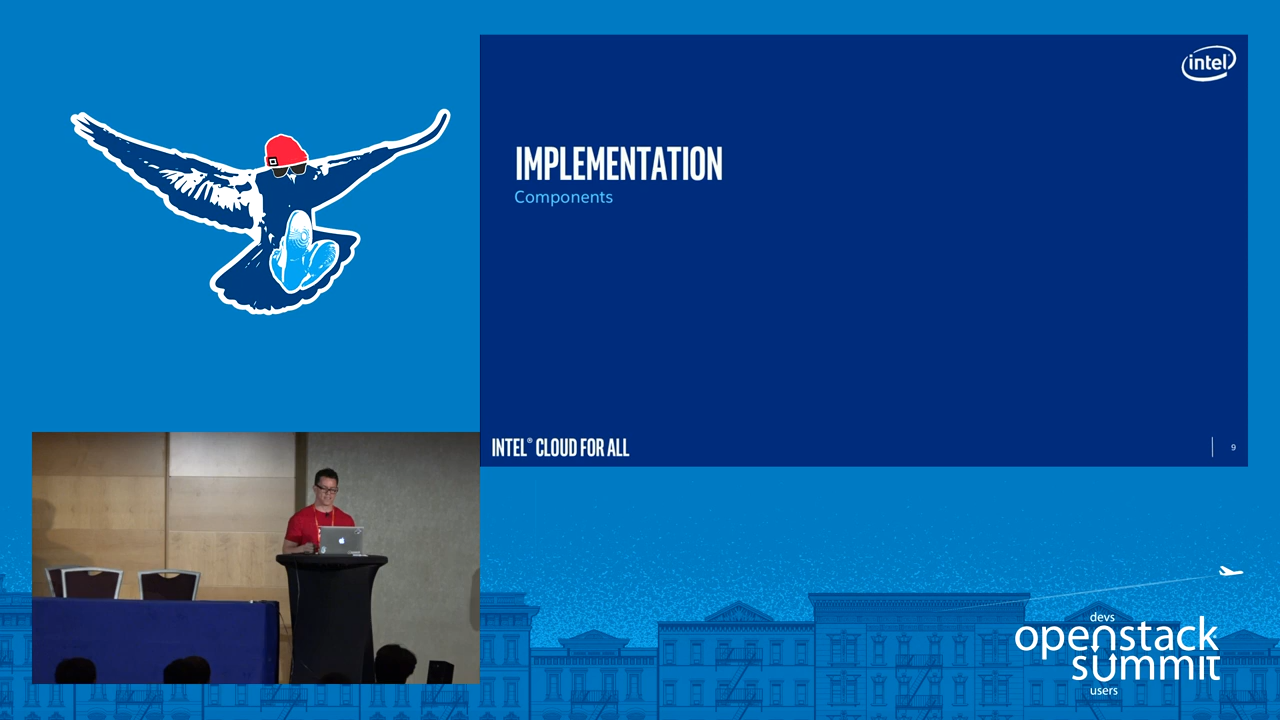 intel
IMPLEMENTATION
Components
INTEL® CLOUD FOR ALL
9
devs
openstack
summit
users